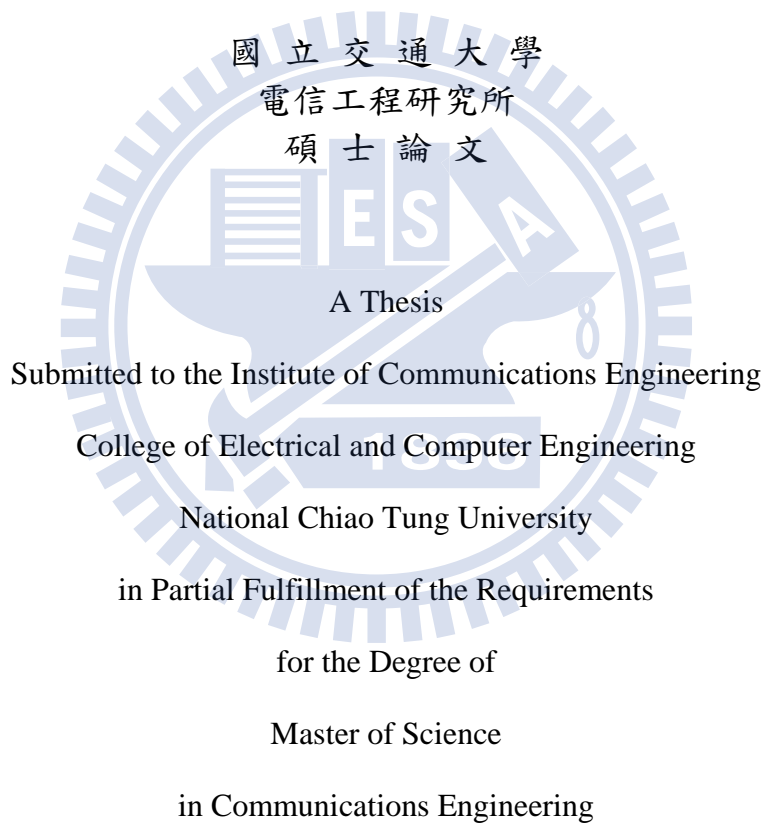 國 立 交 通 大 學
電信工程研究所
碩 士 論 文
E S A
A Thesis
8
Submitted to the Institute of Communications Engineering
College of Electrical and Computer Engineering
1896
National Chiao Tung University
in Partial Fulfillment of the Requirements
for the Degree of
Master of Science
in Communications Engineering